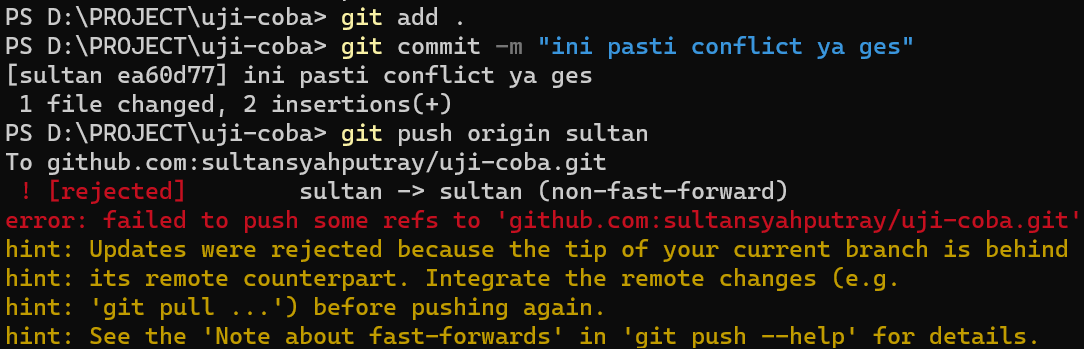 PS D:\PROJECT\uji-coba> git add .
PS D:\PROJECT\uji-coba> git commit -m "ini pasti conflict ya ges"
[sultan ea60d77] ini pasti conflict ya ges
 1 file changed, 2 insertions(+)
PS D:\PROJECT\uji-coba> git push origin sultan
To github.com:sultansyahputray/uji-coba.git
 ! [rejected]        sultan -> sultan (non-fast-forward)
error: failed to push some refs to 'github.com:sultansyahputray/uji-coba.git'
hint: Updates were rejected because the tip of your current branch is behind
hint: its remote counterpart. Integrate the remote changes (e.g.
hint: 'git pull ...') before pushing again.
hint: See the 'Note about fast-forwards' in 'git push --help' for details.